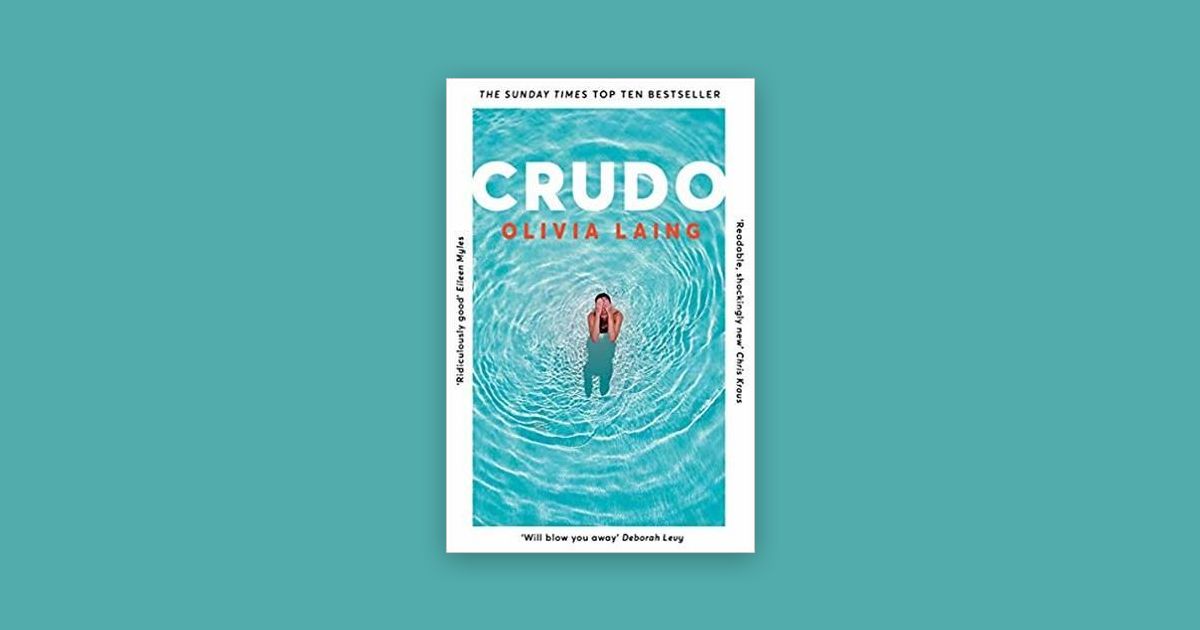 THE SUNDAY TIMES TOP TEN BESTSELLER
CRUDO
OLIVIA LAING
'Ridiculously good' Eileen Myles
'Readable, shockingly new' Chris Kraus
'Will blow you away' Deborah Levy